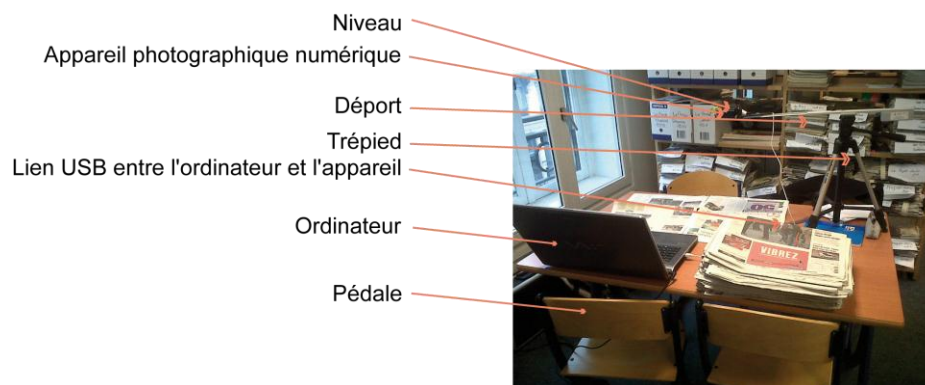 Niveau
Appareil photographique numérique
Déport
Trépied
Lien USB entre l'ordinateur et l'appareil
Ordinateur
Pédale
VIBREZ